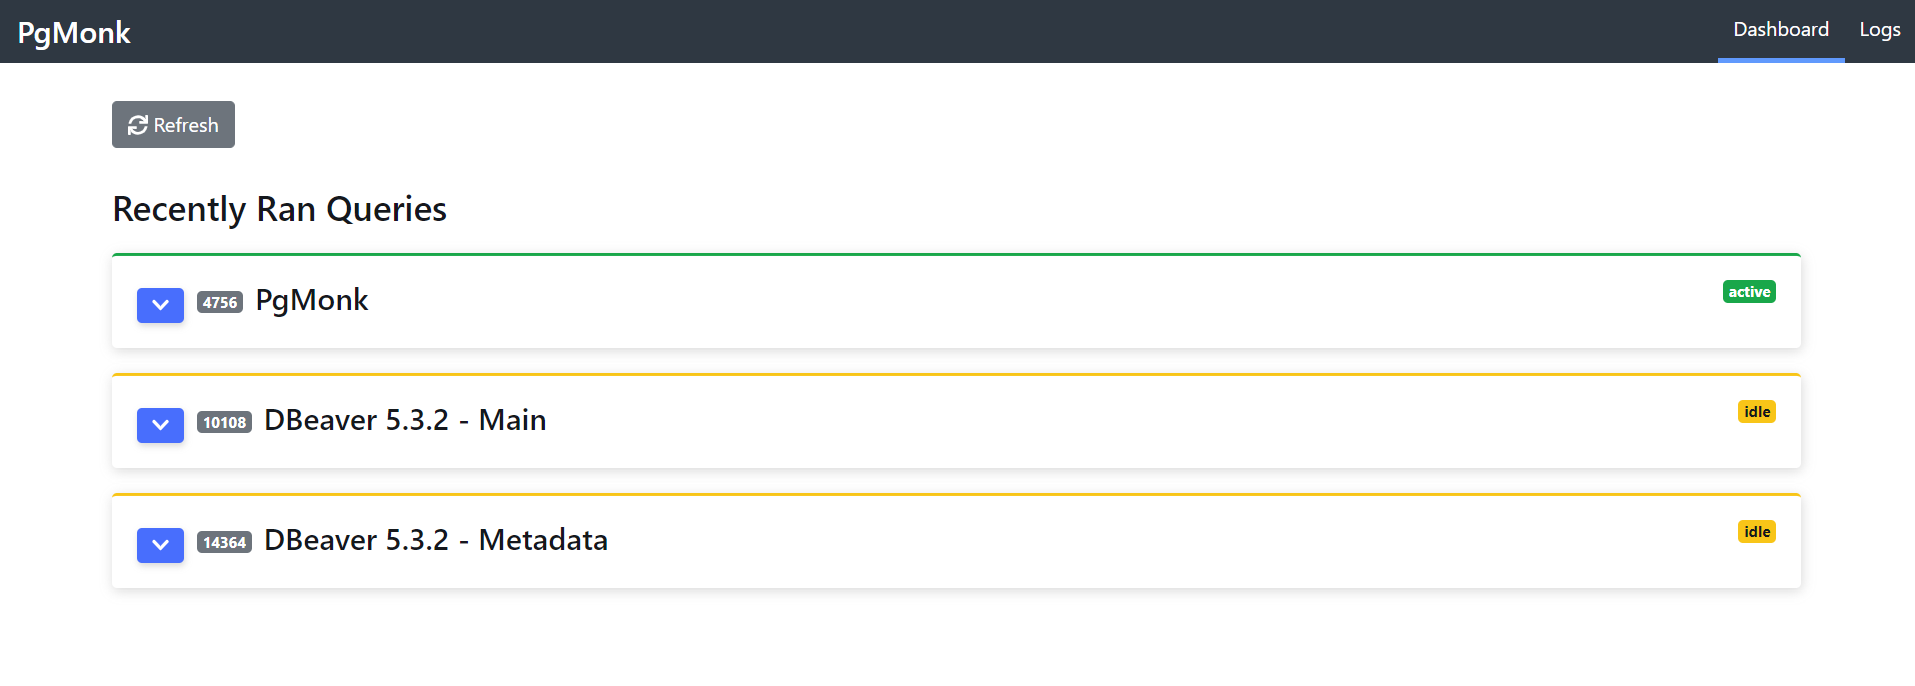 PgMonk Dashboard Logs
Refresh
Recently Ran Queries
4756 PgMonk active
10108 DBeaver 5.3.2 - Main idle
14364 DBeaver 5.3.2 - Metadata idle